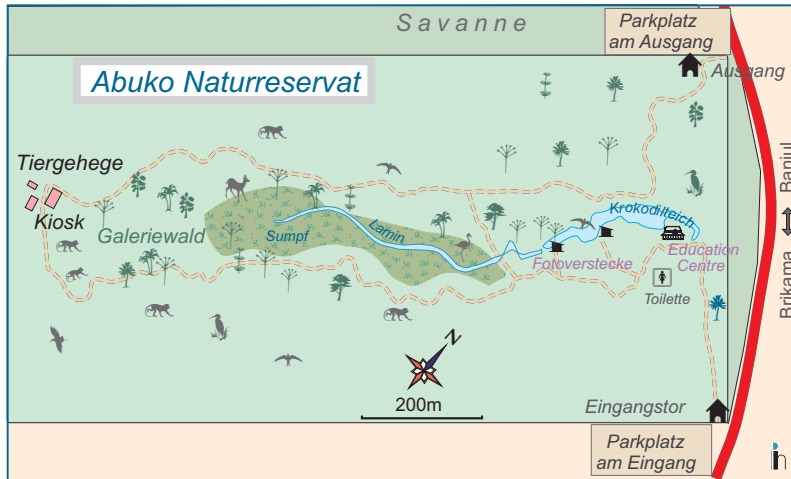 Savanne
Parkplatz
am Ausgang
Ausgang
Abuko Naturreservat
Tiergehege
Kiosk
Galeriewald
Sumpf
Lamin
Krokodilteich
Fotoverstecke
Education
Centre
Toilette
Banjul
Brikama
N
200m
Eingangstor
Parkplatz
am Eingang
ih